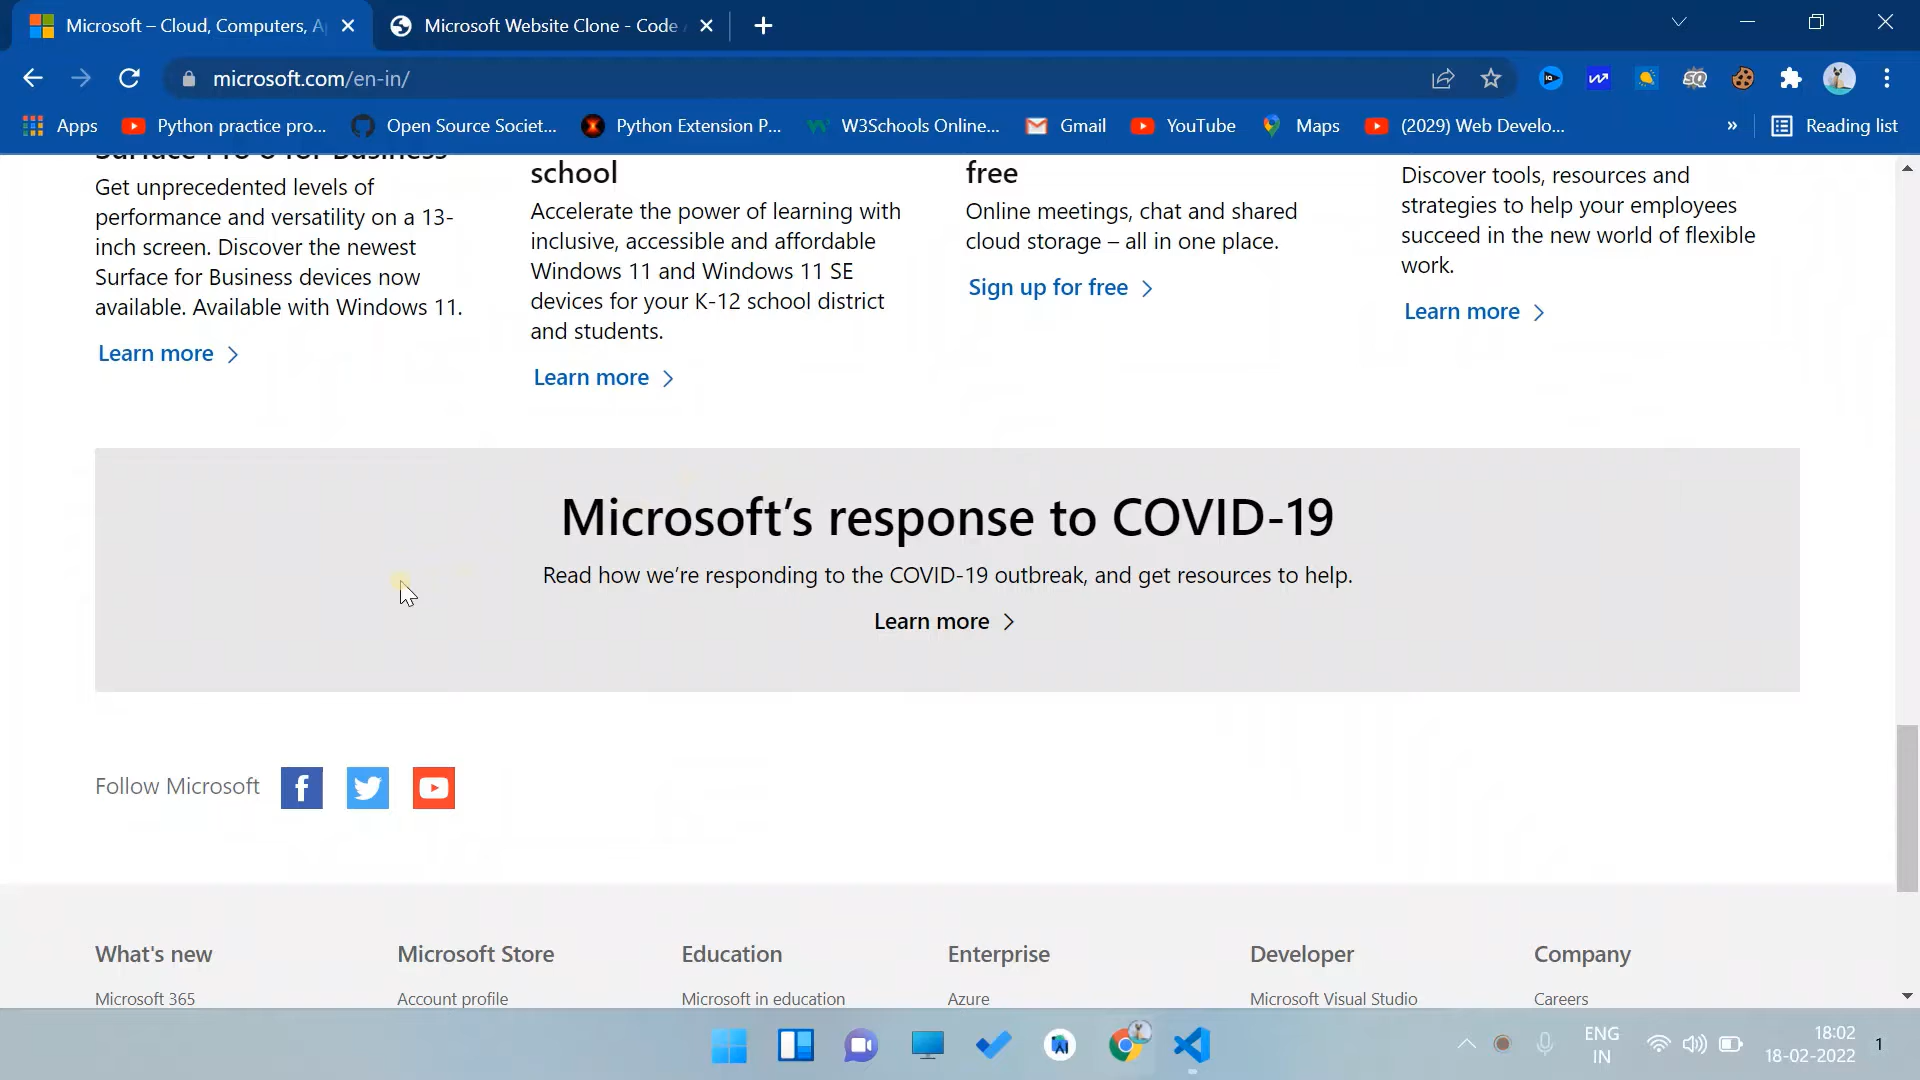 Microsoft – Cloud, Computers, A
Microsoft Website Clone - Code
microsoft.com/en-in/
Apps
Python practice pro...
Open Source Societ...
Python Extension P...
W3Schools Online...
Gmail
YouTube
Maps
(2029) Web Develo...
»
Reading list
Surface Pro 8 for Business
Get unprecedented levels of
performance and versatility on a 13-
inch screen. Discover the newest
Surface for Business devices now
available. Available with Windows 11.
Learn more
school
Accelerate the power of learning with
inclusive, accessible and affordable
Windows 11 and Windows 11 SE
devices for your K-12 school district
and students.
Learn more
free
Online meetings, chat and shared
cloud storage – all in one place.
Sign up for free
Discover tools, resources and
strategies to help your employees
succeed in the new world of flexible
work.
Learn more
Microsoft’s response to COVID-19
Read how we’re responding to the COVID-19 outbreak, and get resources to help.
Learn more
Follow Microsoft
What's new
Microsoft Store
Education
Enterprise
Developer
Company
Microsoft 365
Account profile
Microsoft in education
Azure
Microsoft Visual Studio
Careers
ENG
IN
18:02
18-02-2022
1